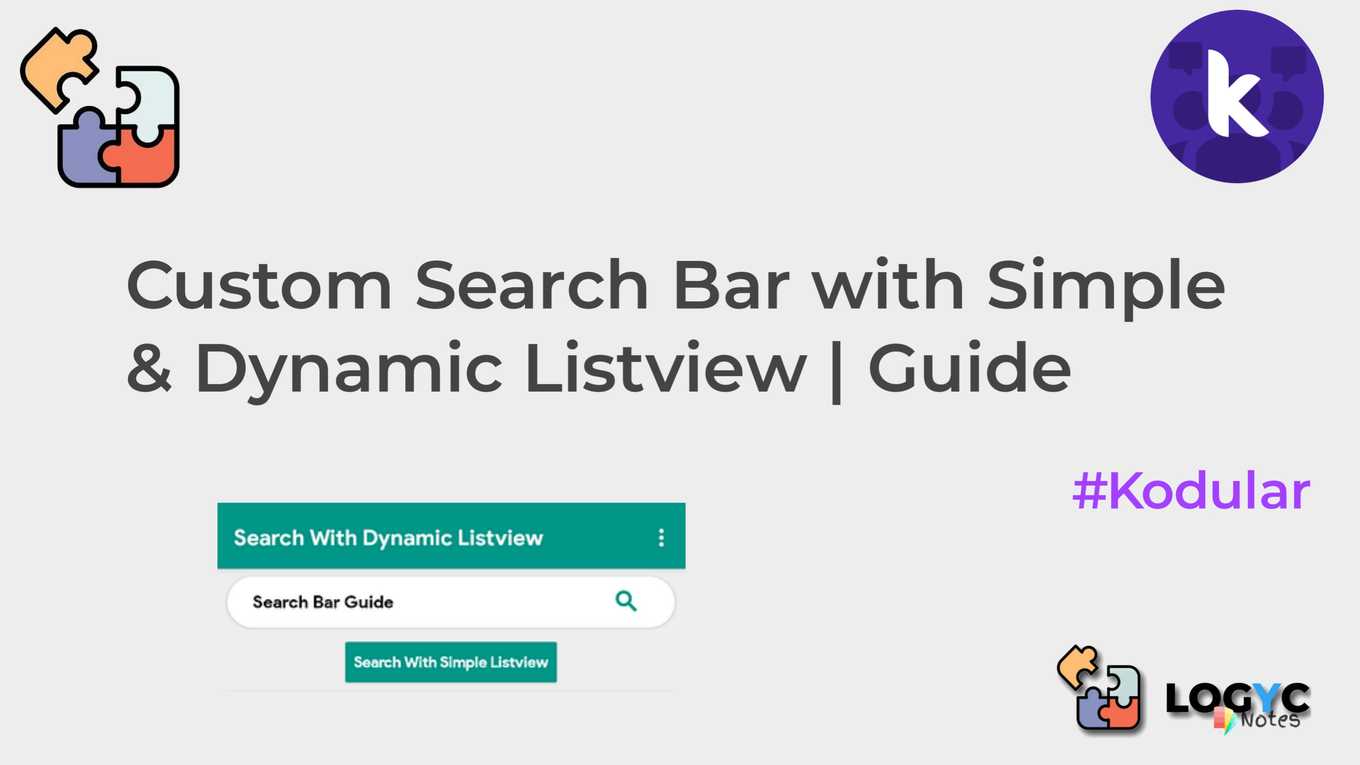 k
Custom Search Bar with Simple
& Dynamic Listview | Guide
#Kodular
Search With Dynamic Listview
Search Bar Guide
Search With Simple Listview
LOGYC
Notes